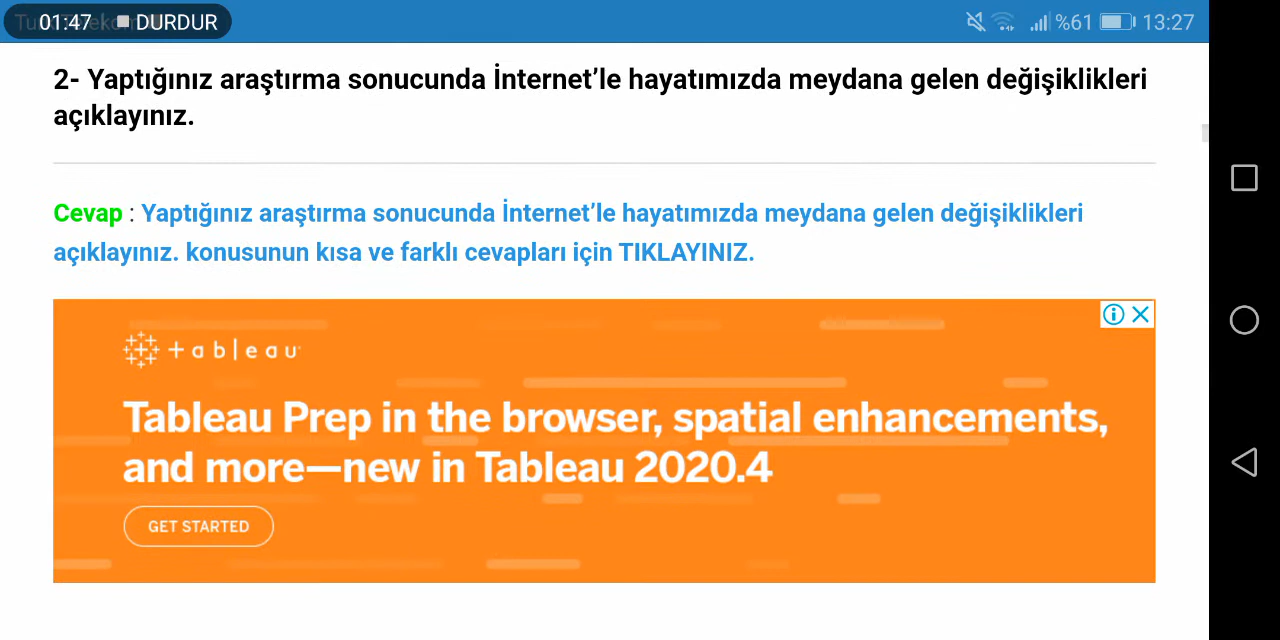 01:47 DURDUR %61 13:27
2- Yaptığınız araştırma sonucunda İnternet’le hayatımızda meydana gelen değişiklikleri
açıklayınız.
Cevap : Yaptığınız araştırma sonucunda İnternet’le hayatımızda meydana gelen değişiklikleri
açıklayınız. konusunun kısa ve farklı cevapları için TIKLAYINIZ.
+ a b l e a u
Tableau Prep in the browser, spatial enhancements,
and more—new in Tableau 2020.4
GET STARTED